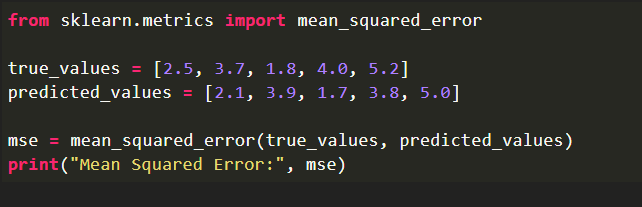 from sklearn.metrics import mean_squared_error
true_values = [2.5, 3.7, 1.8, 4.0, 5.2]
predicted_values = [2.1, 3.9, 1.7, 3.8, 5.0]
mse = mean_squared_error(true_values, predicted_values)
print("Mean Squared Error:", mse)